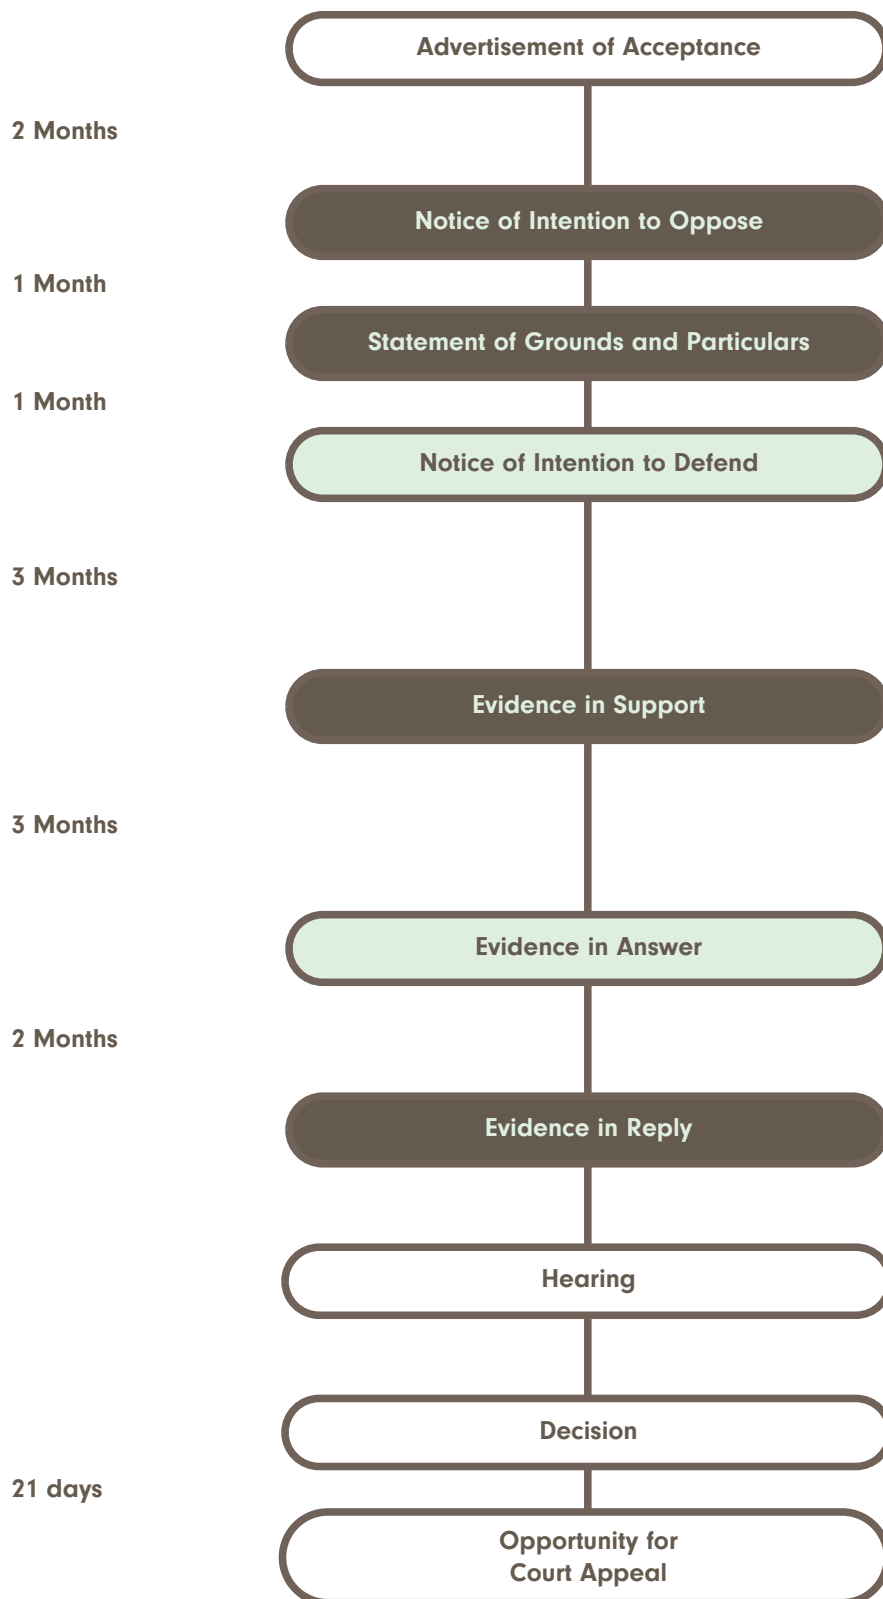 Advertisement of Acceptance
2 Months
Notice of Intention to Oppose
1 Month
Statement of Grounds and Particulars
1 Month
Notice of Intention to Defend
3 Months
Evidence in Support
3 Months
Evidence in Answer
2 Months
Evidence in Reply
Hearing
Decision
21 days
Opportunity for
Court Appeal